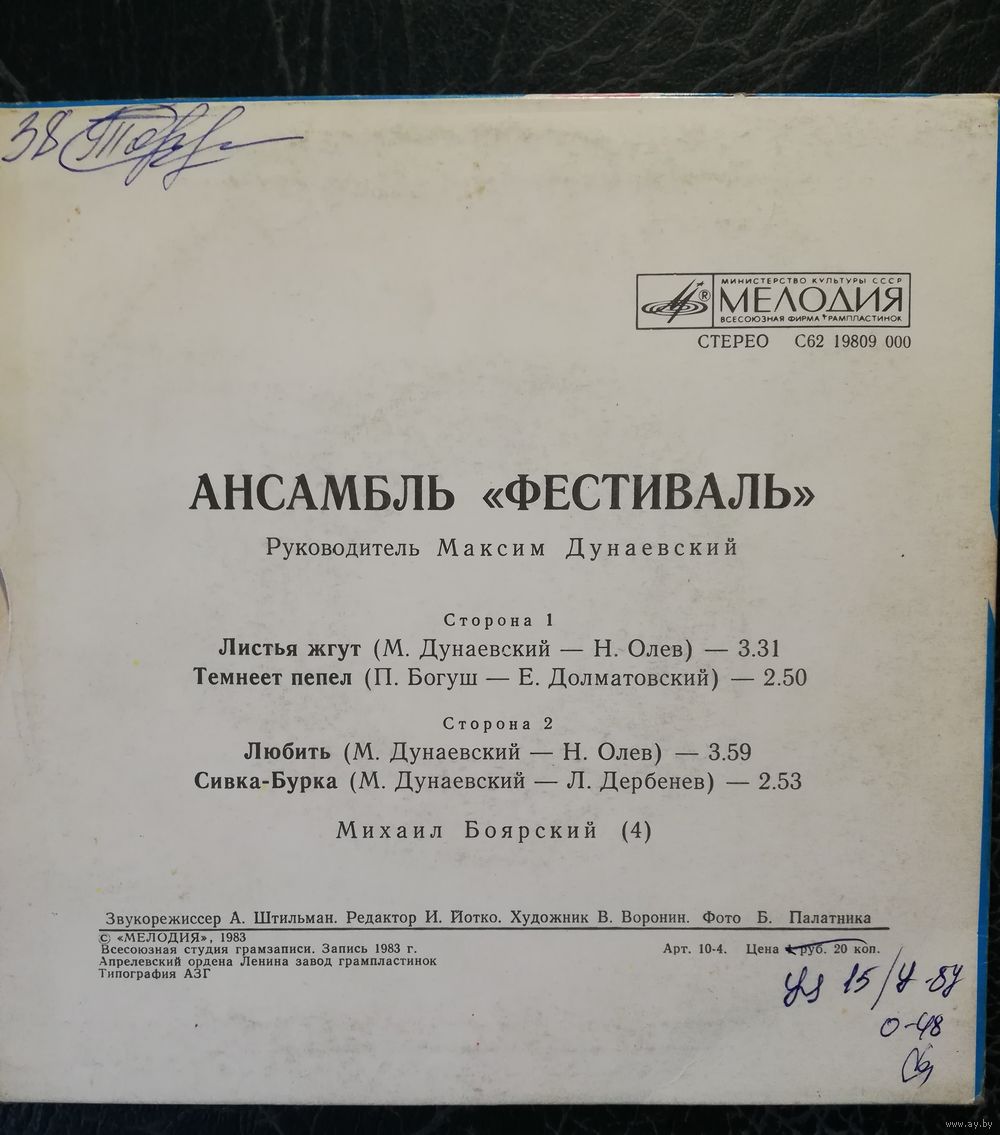 38
МИНИСТЕРСТВО КУЛЬТУРЫ СССР
МЕЛОДИЯ
ВСЕСОЮЗНАЯ ФИРМА ГРАМПЛАСТИНОК
СТЕРЕО С62 19809 000
АНСАМБЛЬ «ФЕСТИВАЛЬ»
Руководитель Максим Дунаевский
Сторона 1
Листья жгут (М. Дунаевский — Н. Олев) — 3.31
Темнеет пепел (П. Богуш — Е. Долматовский) — 2.50
Сторона 2
Любить (М. Дунаевский — Н. Олев) — 3.59
Сивка-Бурка (М. Дунаевский — Л. Дербенев) — 2.53
Михаил Боярский (4)
Звукорежиссер А. Штильман. Редактор И. Йотко. Художник В. Воронин. Фото Б. Палатника
© «МЕЛОДИЯ», 1983
Всесоюзная студия грамзаписи. Запись 1983 г.
Арт. 10-4. Цена 1 руб. 20 коп.
Апрелевский ордена Ленина завод грампластинок
Типография АЗГ
0-48
www.ay.by